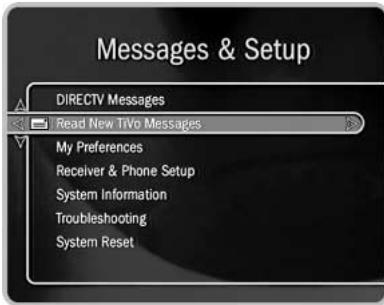 Messages & Setup
DIRECTV Messages
Read New TiVo Messages
My Preferences
Receiver & Phone Setup
System Information
Troubleshooting
System Reset